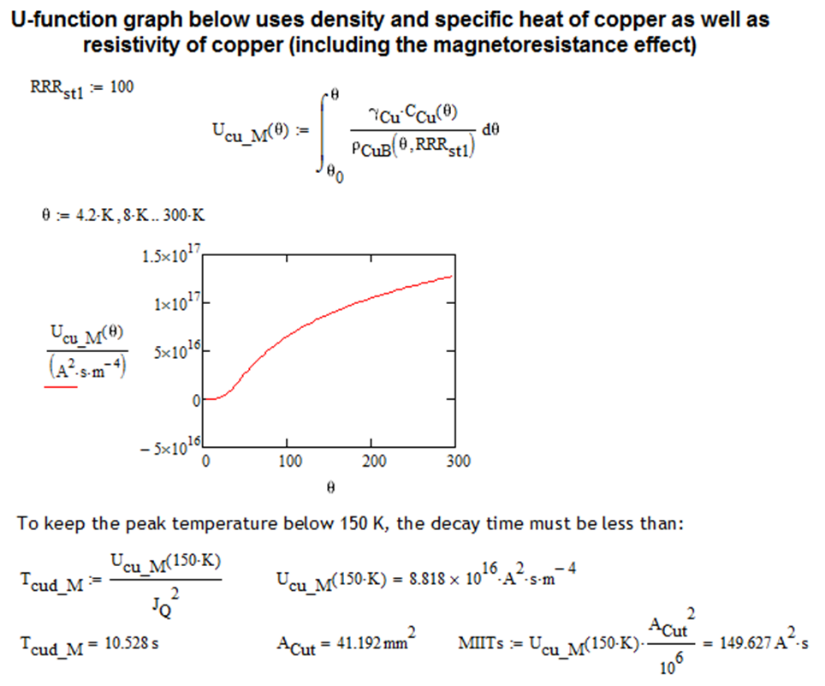 U-function graph below uses density and specific heat of copper as well as
resistivity of copper (including the magnetoresistance effect)
RRR_st1 := 100
U_cu_M(θ) := ∫_θ0^θ (γ_Cu·C_Cu(θ)) / (ρ_CuB(θ,RRR_st1)) dθ
θ := 4.2·K , 8·K .. 300·K
1.5×10^17
1×10^17
U_cu_M(θ) / (A^2·s·m^-4)
5×10^16
0
−5×10^16
0 100 200 300
θ
To keep the peak temperature below 150 K, the decay time must be less than:
T_cud_M := U_cu_M(150·K) / J_Q^2    U_cu_M(150·K) = 8.818 × 10^16·A^2·s·m^-4
T_cud_M = 10.528 s    A_Cut = 41.192 mm^2    MIITs := U_cu_M(150·K)·A_Cut^2 / 10^6 = 149.627 A^2·s